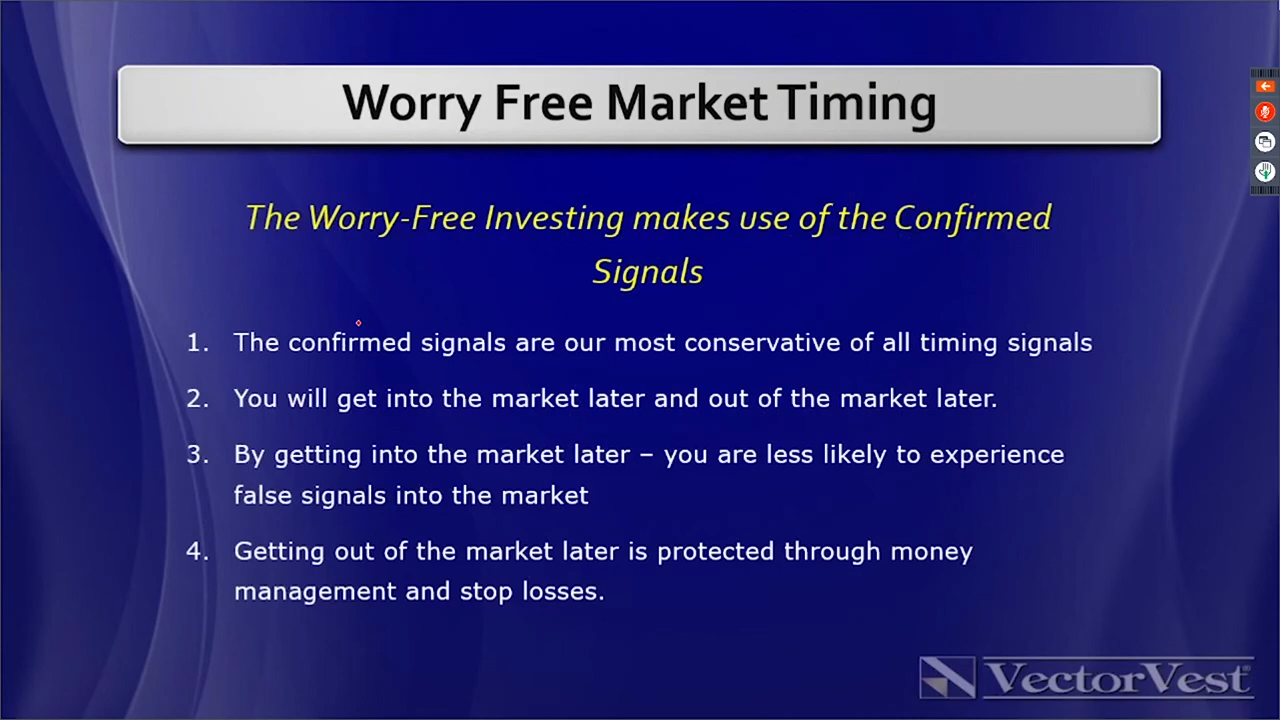 Worry Free Market Timing
The Worry-Free Investing makes use of the Confirmed
Signals
1. The confirmed signals are our most conservative of all timing signals
2. You will get into the market later and out of the market later.
3. By getting into the market later – you are less likely to experience
false signals into the market
4. Getting out of the market later is protected through money
management and stop losses.
VectorVest®